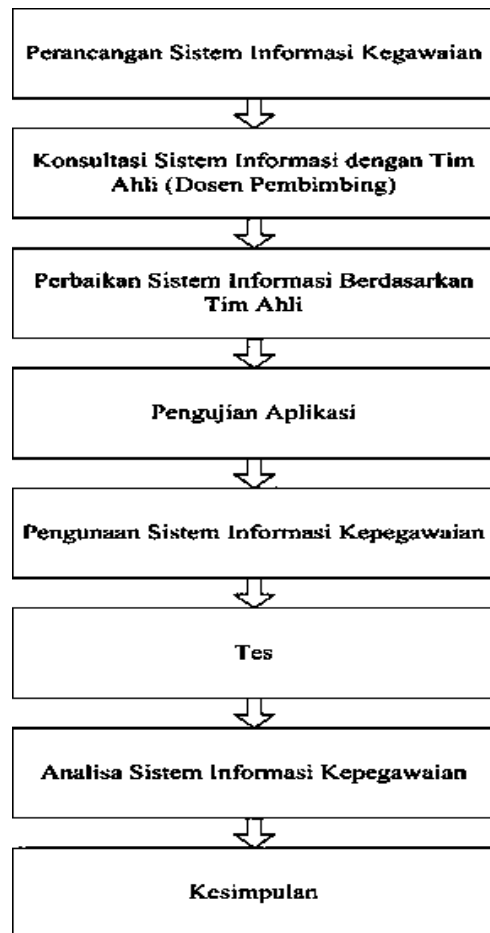 Perancangan Sistem Informasi Kegawaian
Konsultasi Sistem Informasi dengan Tim
Ahli (Dosen Pembimbing)
Perbaikan Sistem Informasi Berdasarkan
Tim Ahli
Pengujian Aplikasi
Pengunaan Sistem Informasi Kepegawaian
Tes
Analisa Sistem Informasi Kepegawaian
Kesimpulan